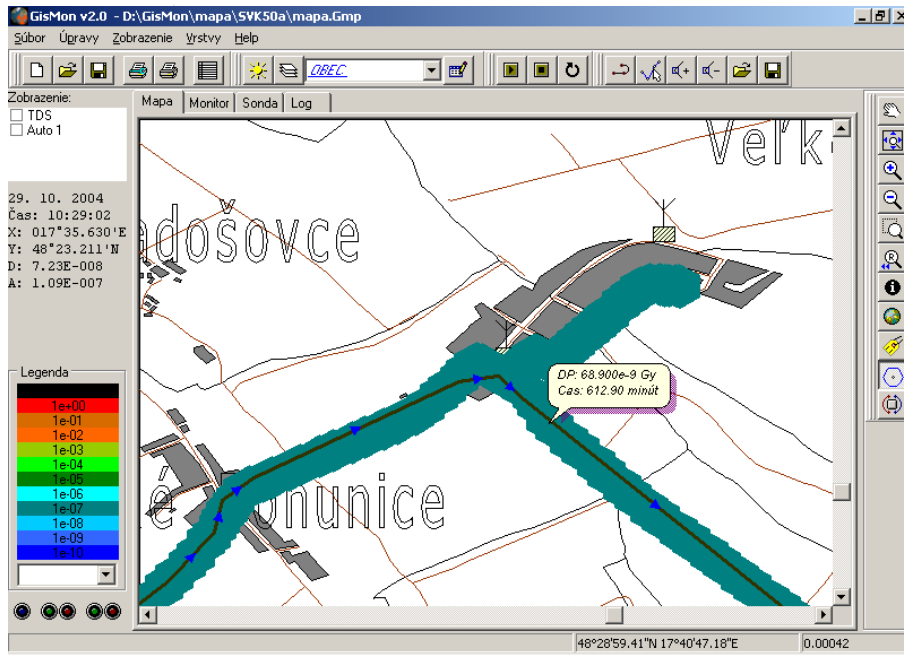 GisMon v2.0 - D:\GisMon\mapa\SVK50a\mapa.Gmp
Súbor Úpravy Zobrazenie Vrstvy Help
OBEC
Zobrazenie:
TDS
Auto 1
Mapa Monitor Sonda Log
29. 10. 2004
Čas: 10:29:02
X: 017°35.630'E
Y: 48°23.211'N
D: 7.23E-008
A: 1.09E-007
Veľk
edošovce
DP: 68.900e-9 Gy
Cas: 612.90 minút
é onunice
Legenda
1e+00
1e-01
1e-02
1e-03
1e-04
1e-05
1e-06
1e-07
1e-08
1e-09
1e-10
48°28'59.41"N 17°40'47.18"E 0.00042